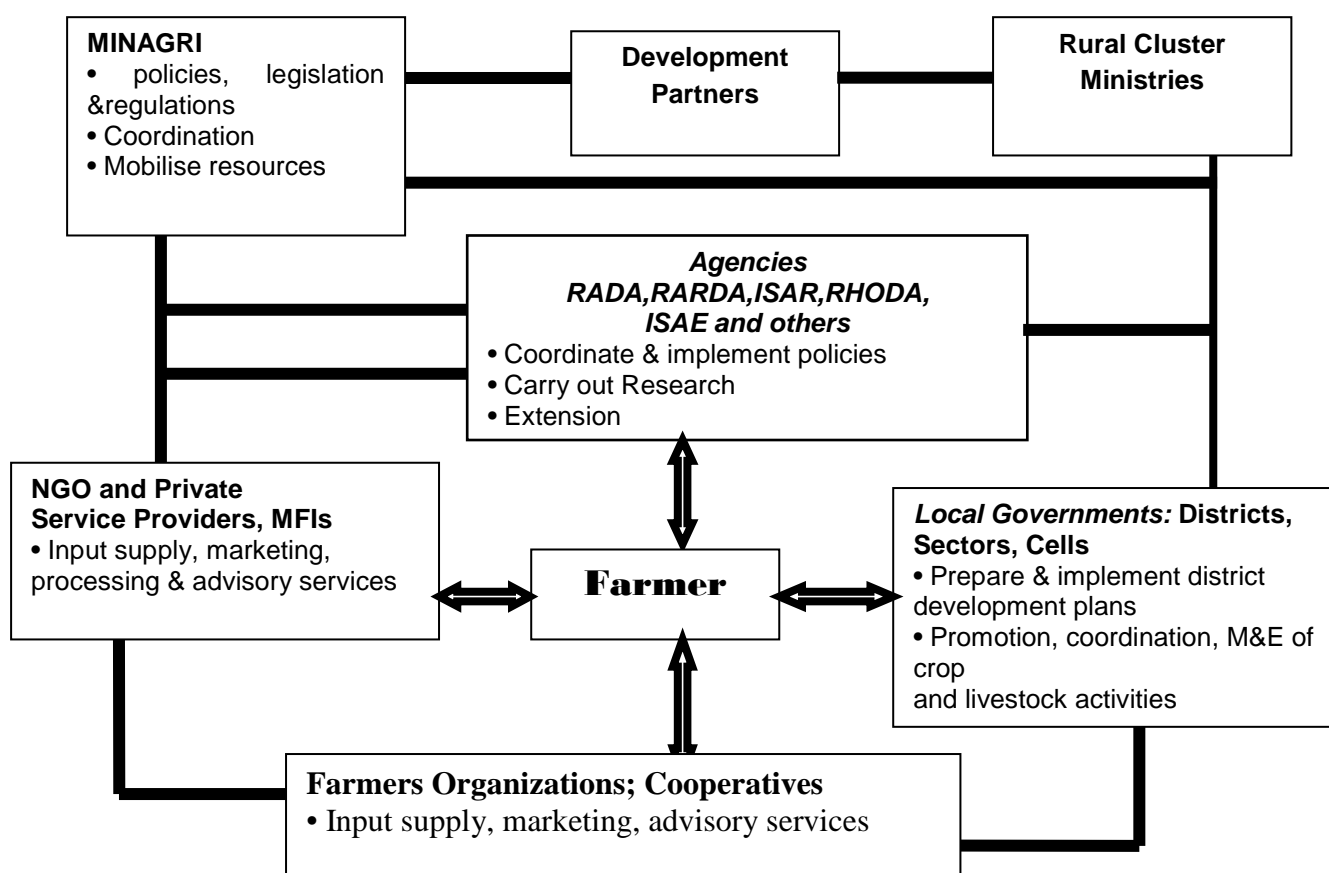 MINAGRI
• policies, legislation
&regulations
• Coordination
• Mobilise resources
Development
Partners
Rural Cluster
Ministries
Agencies
RADA,RARDA,ISAR,RHODA,
ISAE and others
• Coordinate & implement policies
• Carry out Research
• Extension
NGO and Private
Service Providers, MFIs
• Input supply, marketing,
processing & advisory services
Farmer
Local Governments: Districts,
Sectors, Cells
• Prepare & implement district
development plans
• Promotion, coordination, M&E of
crop
and livestock activities
Farmers Organizations; Cooperatives
• Input supply, marketing, advisory services